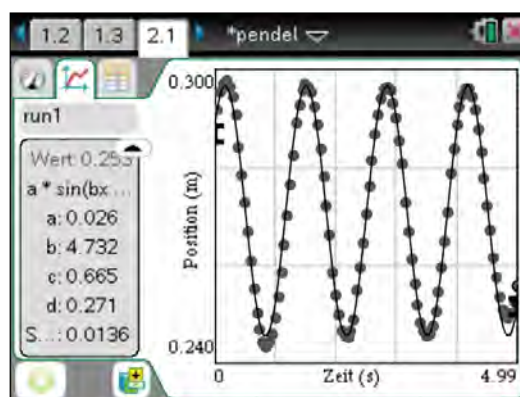 1.2 1.3 2.1 *pendel
run1
Wert: 0.253
a * sin(bx ...
a: 0.026
b: 4.732
c: 0.665
d: 0.271
S...: 0.0136
0.300
Position (m)
0.240
0 Zeit (s) 4.99